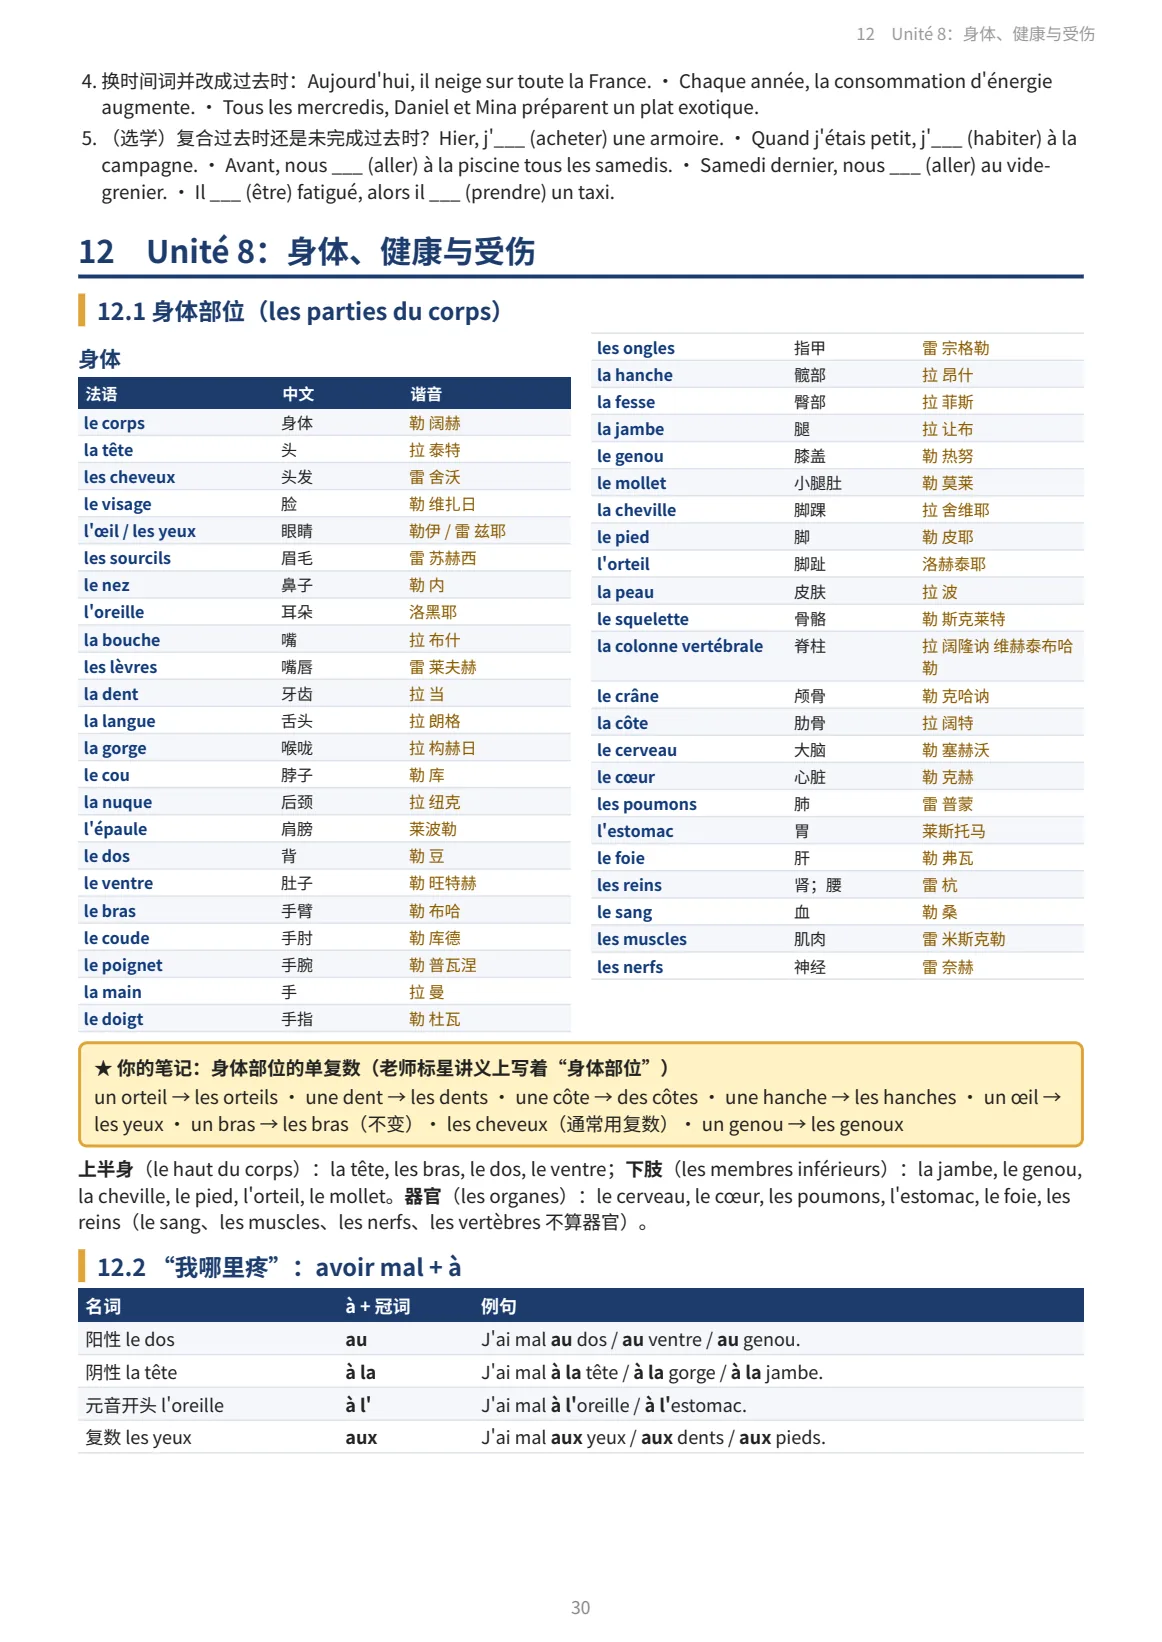 12 Unité 8：身体、健康与受伤
4. 换时间词并改成过去时：Aujourd'hui, il neige sur toute la France. • Chaque année, la consommation d'énergie
augmente. • Tous les mercredis, Daniel et Mina préparent un plat exotique.
5. （选学）复合过去时还是未完成过去时？Hier, j'___ (acheter) une armoire. • Quand j'étais petit, j'___ (habiter) à la
campagne. • Avant, nous ___ (aller) à la piscine tous les samedis. • Samedi dernier, nous ___ (aller) au vide-
grenier. • Il ___ (être) fatigué, alors il ___ (prendre) un taxi.
12 Unité 8：身体、健康与受伤
12.1 身体部位（les parties du corps）
身体
法语 中文 谐音
le corps 身体 勒 阔赫
la tête 头 拉 泰特
les cheveux 头发 雷 舍沃
le visage 脸 勒 维扎日
l'œil / les yeux 眼睛 勒伊 / 雷 兹耶
les sourcils 眉毛 雷 苏赫西
le nez 鼻子 勒 内
l'oreille 耳朵 洛黑耶
la bouche 嘴 拉 布什
les lèvres 嘴唇 雷 莱夫赫
la dent 牙齿 拉 当
la langue 舌头 拉 朗格
la gorge 喉咙 拉 构赫日
le cou 脖子 勒 库
la nuque 后颈 拉 纽克
l'épaule 肩膀 莱波勒
le dos 背 勒 豆
le ventre 肚子 勒 旺特赫
le bras 手臂 勒 布哈
le coude 手肘 勒 库德
le poignet 手腕 勒 普瓦涅
la main 手 拉 曼
le doigt 手指 勒 杜瓦
les ongles 指甲 雷 宗格勒
la hanche 髋部 拉 昂什
la fesse 臀部 拉 菲斯
la jambe 腿 拉 让布
le genou 膝盖 勒 热努
le mollet 小腿肚 勒 莫莱
la cheville 脚踝 拉 舍维耶
le pied 脚 勒 皮耶
l'orteil 脚趾 洛赫泰耶
la peau 皮肤 拉 波
le squelette 骨骼 勒 斯克莱特
la colonne vertébrale 脊柱 拉 阔隆讷 维赫泰布哈
勒
le crâne 颅骨 勒 克哈讷
la côte 肋骨 拉 阔特
le cerveau 大脑 勒 塞赫沃
le cœur 心脏 勒 克赫
les poumons 肺 雷 普蒙
l'estomac 胃 莱斯托马
le foie 肝 勒 弗瓦
les reins 肾；腰 雷 杭
le sang 血 勒 桑
les muscles 肌肉 雷 米斯克勒
les nerfs 神经 雷 奈赫
★ 你的笔记：身体部位的单复数（老师标星讲义上写着“身体部位”）
un orteil → les orteils • une dent → les dents • une côte → des côtes • une hanche → les hanches • un œil →
les yeux • un bras → les bras（不变）• les cheveux（通常用复数）• un genou → les genoux
上半身（le haut du corps）：la tête, les bras, le dos, le ventre；下肢（les membres inférieurs）：la jambe, le genou,
la cheville, le pied, l'orteil, le mollet。器官（les organes）：le cerveau, le cœur, les poumons, l'estomac, le foie, les
reins（le sang、les muscles、les nerfs、les vertèbres 不算器官）。
12.2 “我哪里疼”：avoir mal + à
名词 à + 冠词 例句
阳性 le dos au J'ai mal au dos / au ventre / au genou.
阴性 la tête à la J'ai mal à la tête / à la gorge / à la jambe.
元音开头 l'oreille à l' J'ai mal à l'oreille / à l'estomac.
复数 les yeux aux J'ai mal aux yeux / aux dents / aux pieds.
30